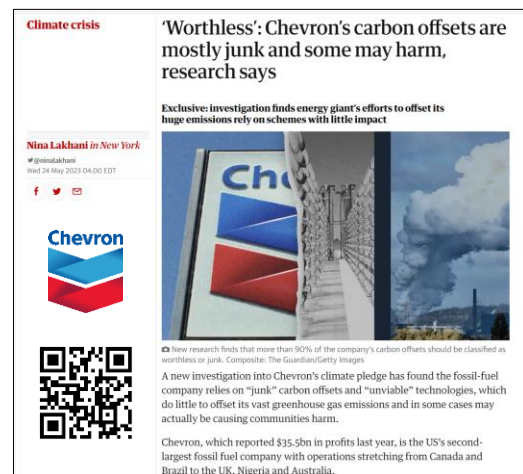 Climate crisis
‘Worthless’: Chevron’s carbon offsets are
mostly junk and some may harm,
research says
Exclusive: investigation finds energy giant’s efforts to offset its
huge emissions rely on schemes with little impact
Nina Lakhani in New York
@ninalakhani
Wed 24 May 2023 04.00 EDT
Chevron
Che
New research finds that more than 90% of the company’s carbon offsets should be classified as
worthless or junk. Composite: The Guardian/Getty Images
A new investigation into Chevron’s climate pledge has found the fossil-fuel
company relies on “junk” carbon offsets and “unviable” technologies, which
do little to offset its vast greenhouse gas emissions and in some cases may
actually be causing communities harm.
Chevron, which reported $35.5bn in profits last year, is the US’s second-
largest fossil fuel company with operations stretching from Canada and
Brazil to the UK, Nigeria and Australia.